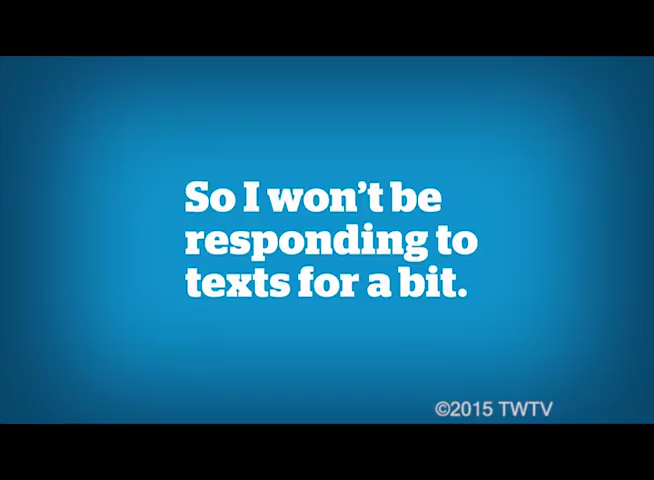 So I won't be
responding to
texts for a bit.
©2015 TWTV